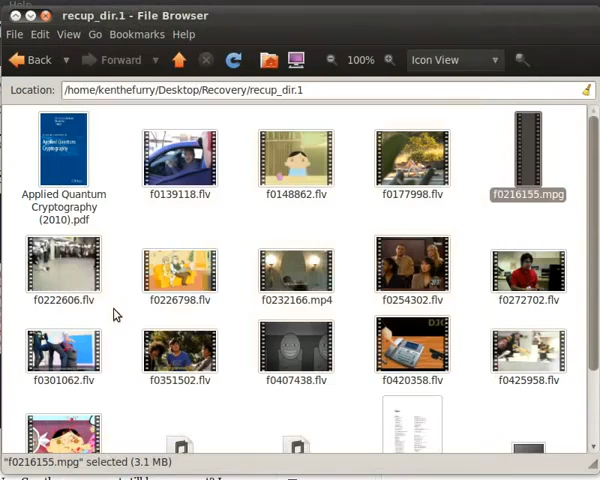 recup_dir.1 - File Browser
File Edit View Go Bookmarks Help
Back Forward 100% Icon View
Location: /home/kenthefurry/Desktop/Recovery/recup_dir.1
Applied Quantum
Cryptography
Applied Quantum
Cryptography
(2010).pdf
f0139118.flv
f0148862.flv
f0177998.flv
f0216155.mpg
f0222606.flv
f0226798.flv
f0232166.mp4
f0254302.flv
f0272702.flv
f0301062.flv
f0351502.flv
f0407438.flv
f0420358.flv
f0425958.flv
"f0216155.mpg" selected (3.1 MB)